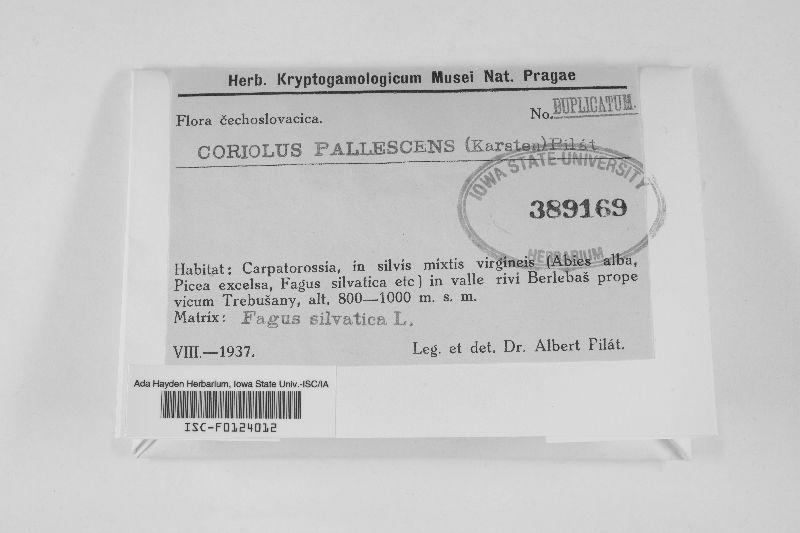 Herb. Kryptogamologicum Musei Nat. Pragae
Flora čechoslovacica.
No. DUPLICATUM.
CORIOLUS PALLESCENS (Karsten) Pilát
IOWA STATE UNIVERSITY
389169
HERBARIUM
Habitat: Carpatorossia, in silvis mixtis virgineis (Abies alba,
Picea excelsa, Fagus silvatica etc) in valle rivi Berlebaš prope
vicum Trebušany, alt. 800—1000 m. s. m.
Matrix: Fagus silvatica L.
VIII.—1937.
Leg. et det. Dr. Albert Pilát.
Ada Hayden Herbarium, Iowa State Univ.-ISC/IA
ISC-F0124012